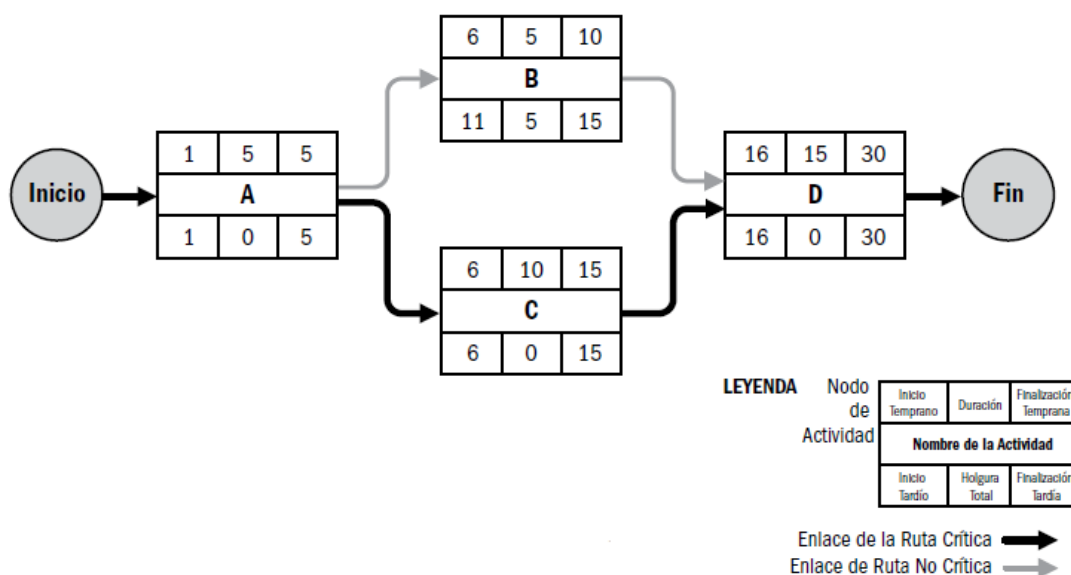 6 5 10
B
11 5 15
Inicio
1 5 5
A
1 0 5
16 15 30
D
16 0 30
Fin
6 10 15
C
6 0 15
LEYENDA
Nodo
de
Actividad
Inicio
Temprano
Duración
Finalización
Temprana
Nombre de la Actividad
Inicio
Tardío
Holgura
Total
Finalización
Tardía
Enlace de la Ruta Crítica
Enlace de Ruta No Crítica